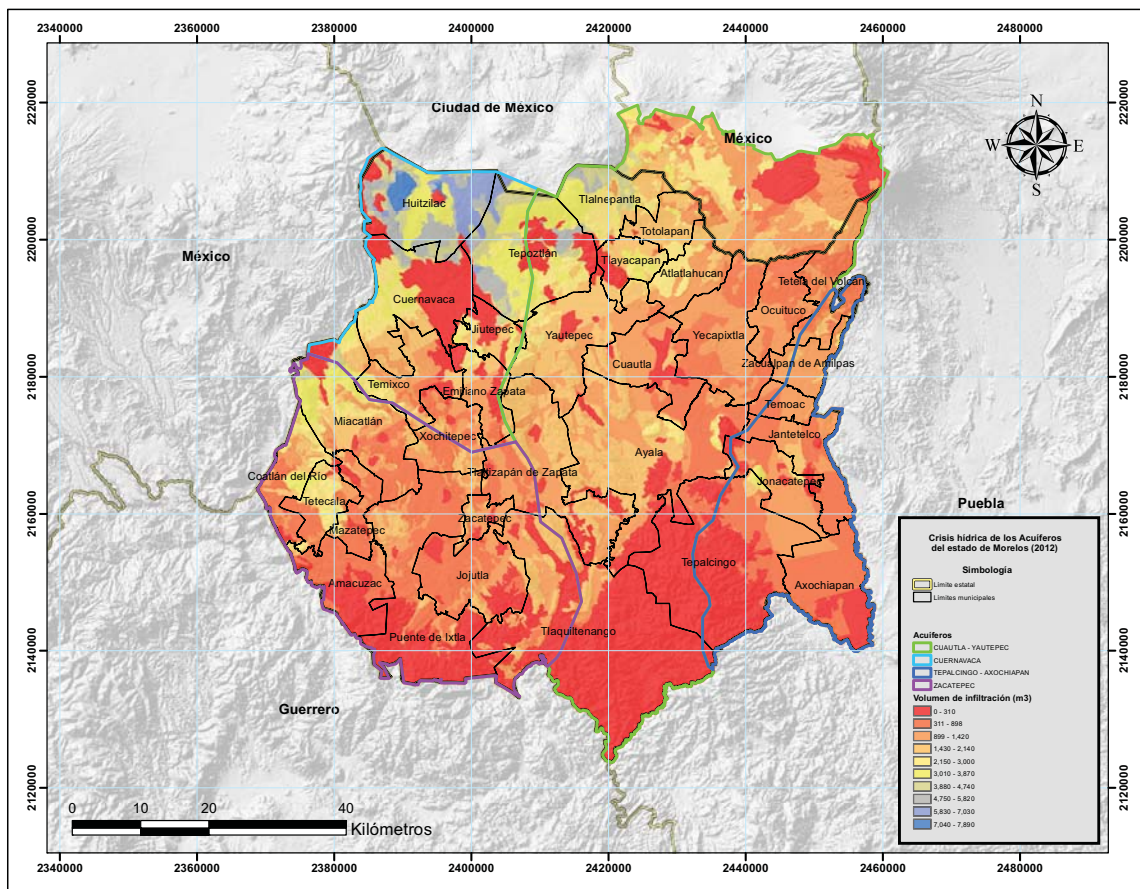 2340000 2360000 2380000 2400000 2420000 2440000 2460000 2480000
2220000 2220000
2200000 2200000
2180000 2180000
2160000 2160000
2140000 2140000
2120000 2120000
Ciudad de México
México
N
W E
S
México
Huitzilac
Tlalnepantla
Totolapan
Tepoztlán
Tlayacapan
Atlatlahucan
Tetela del Volcán
Cuernavaca
Ocuituco
Jiutepec
Yautepec
Yecapixtla
Cuautla
Zacualpan de Amilpas
Temixco
Emiliano Zapata
Temoac
Miacatlán
Xochitepec
Jantetelco
Ayala
Coatlán del Río
Tlaltizapán de Zapata
Jonacatepec
Tetecala
Zacatepec
Mazatepec
Puebla
Jojutla
Tepalcingo
Amacuzac
Axochiapan
Puente de Ixtla
Tlaquiltenango
Guerrero
Crisis hídrica de los Acuíferos
del estado de Morelos (2012)
Simbología
Límite estatal
Límites municipales
Acuíferos
CUAUTLA - YAUTEPEC
CUERNAVACA
TEPALCINGO - AXOCHIAPAN
ZACATEPEC
Volumen de infiltración (m3)
0 - 310
311 - 898
899 - 1,420
1,430 - 2,140
2,150 - 3,000
3,010 - 3,870
3,880 - 4,740
4,750 - 5,820
5,830 - 7,030
7,040 - 7,890
0 10 20 40
Kilómetros
2340000 2360000 2380000 2400000 2420000 2440000 2460000 2480000